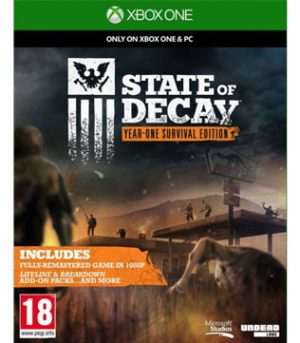 XBOX ONE
ONLY ON XBOX ONE & PC
STATE OF
DECAY
YEAR-ONE SURVIVAL EDITION
INCLUDES
FULLY-REMASTERED GAME IN 1080P
LIFELINE & BREAKDOWN
ADD-ON PACKS...AND MORE
18
www.pegi.info
Microsoft
Studios
UNDEAD
LABS